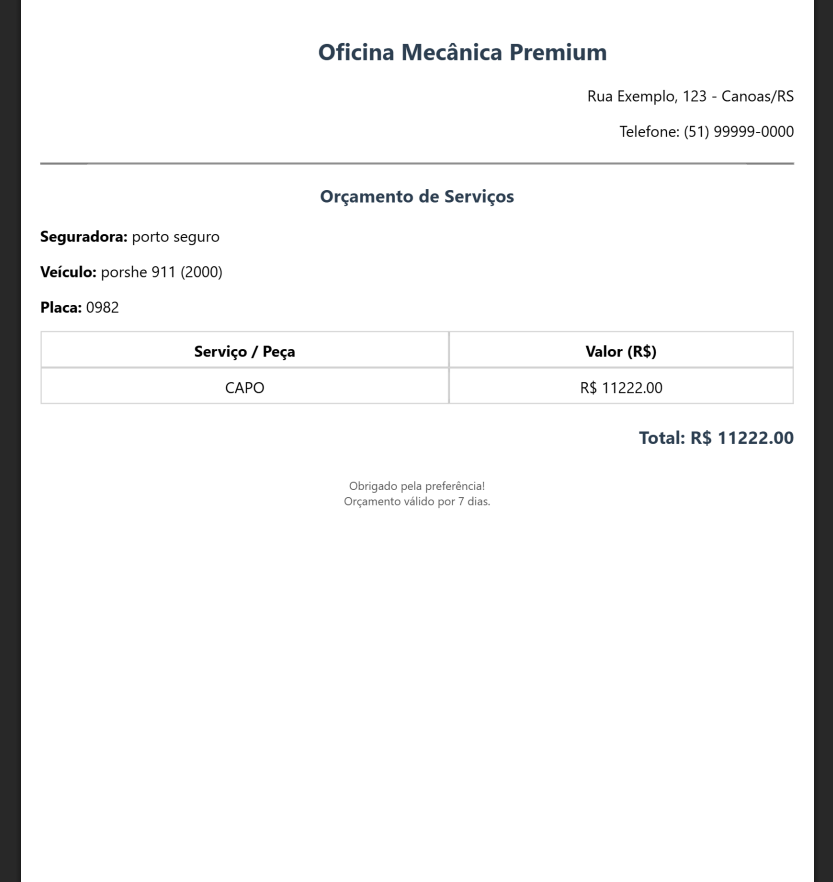 Oficina Mecânica Premium
Rua Exemplo, 123 - Canoas/RS
Telefone: (51) 99999-0000
Orçamento de Serviços
Seguradora: porto seguro
Veículo: porshe 911 (2000)
Placa: 0982
Serviço / Peça Valor (R$)
CAPO R$ 11222.00
Total: R$ 11222.00
Obrigado pela preferência!
Orçamento válido por 7 dias.